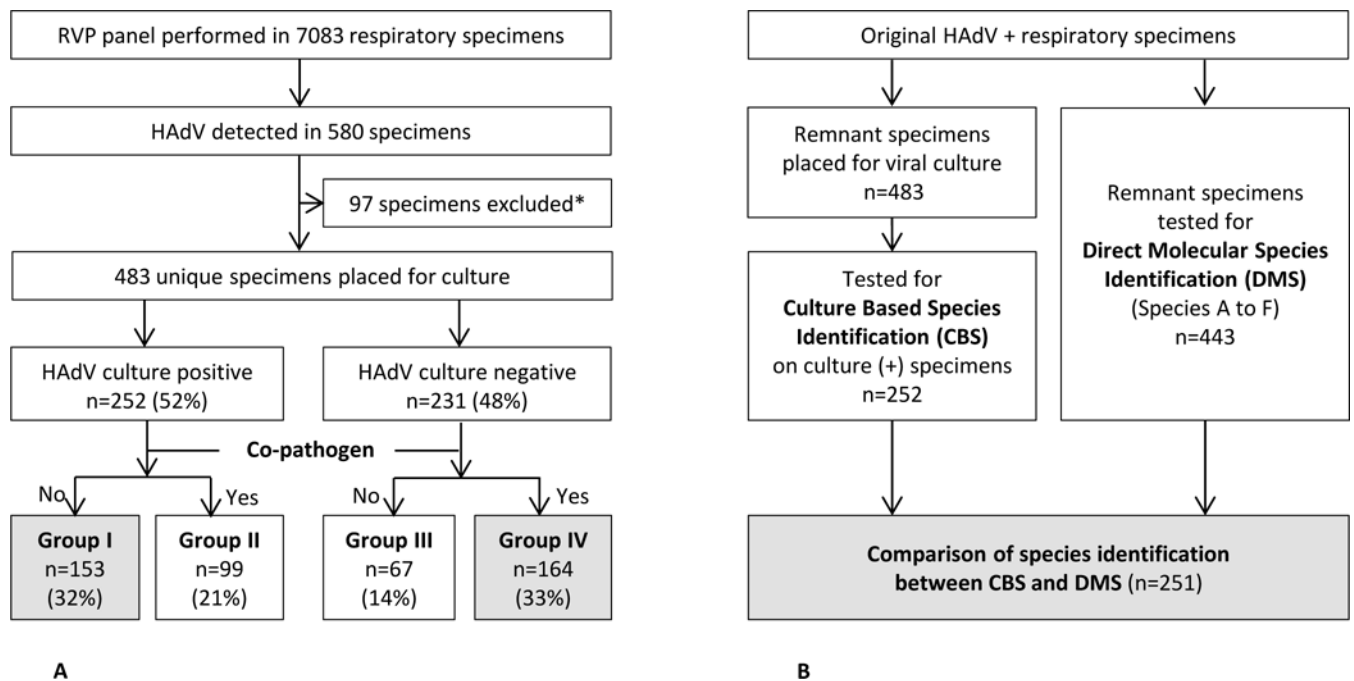 RVP panel performed in 7083 respiratory specimens
HAdV detected in 580 specimens
97 specimens excluded*
483 unique specimens placed for culture
HAdV culture positive
n=252 (52%)
HAdV culture negative
n=231 (48%)
Co-pathogen
No
Yes
No
Yes
Group I
n=153
(32%)
Group II
n=99
(21%)
Group III
n=67
(14%)
Group IV
n=164
(33%)
A
Original HAdV + respiratory specimens
Remnant specimens
placed for viral culture
n=483
Tested for
Culture Based Species
Identification (CBS)
on culture (+) specimens
n=252
Remnant specimens
tested for
Direct Molecular Species
Identification (DMS)
(Species A to F)
n=443
Comparison of species identification
between CBS and DMS (n=251)
B